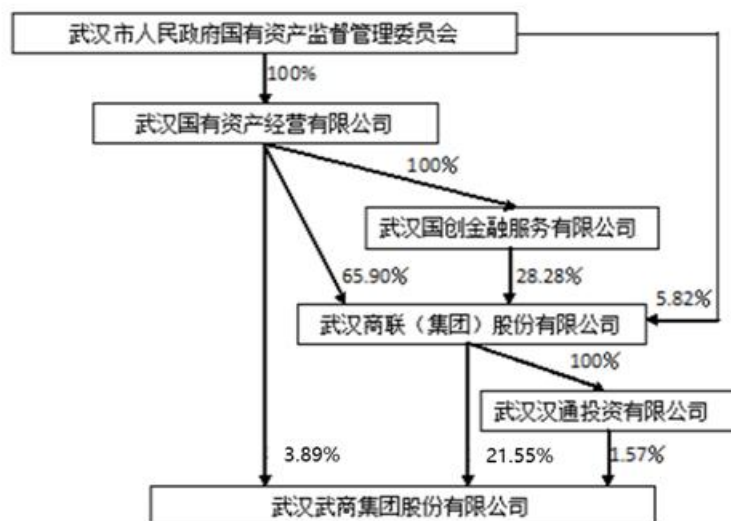 武汉市人民政府国有资产监督管理委员会
100%
武汉国有资产经营有限公司
100%
武汉国创金融服务有限公司
65.90%
28.28%
5.82%
武汉商联（集团）股份有限公司
100%
武汉汉通投资有限公司
3.89%
21.55%
1.57%
武汉武商集团股份有限公司